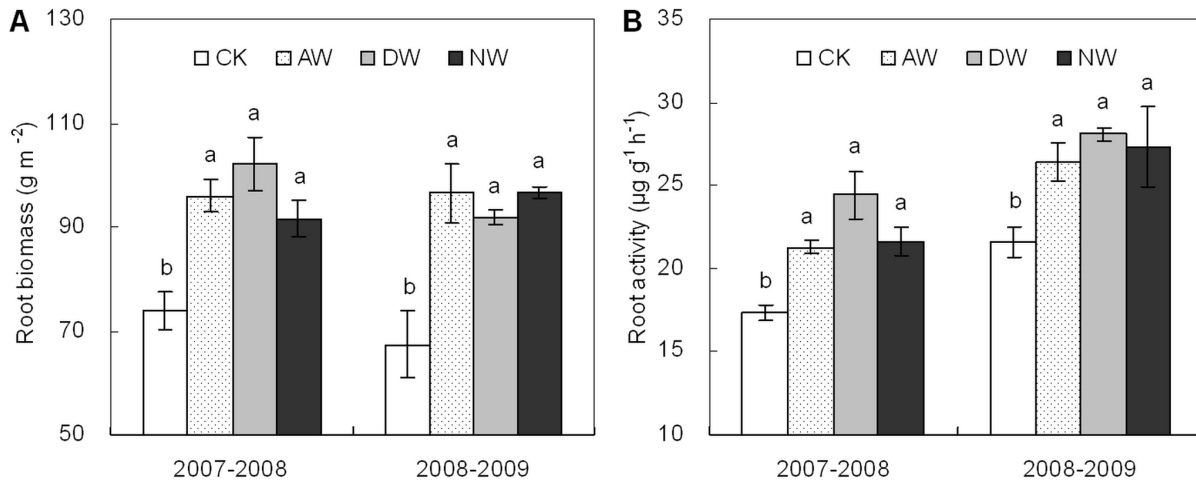 A
130
110
90
70
50
Root biomass (g m⁻²)
CK AW DW NW
b a a a b a a a
2007-2008 2008-2009
B
35
30
25
20
15
10
Root activity (µg g⁻¹ h⁻¹)
CK AW DW NW
b a a a b a a a
2007-2008 2008-2009